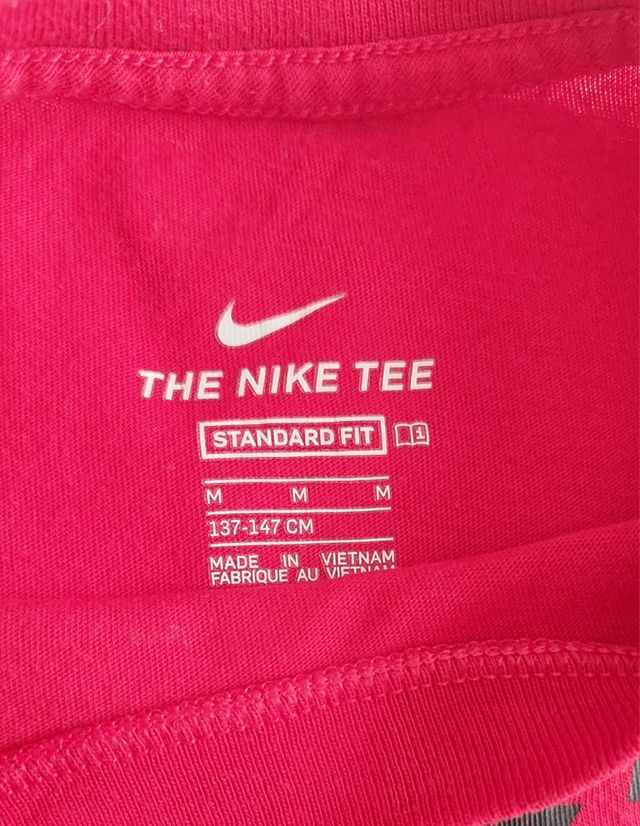 THE NIKE TEE
STANDARD FIT
M M M
137-147 CM
MADE IN VIETNAM
FABRIQUE AU VIETNAM